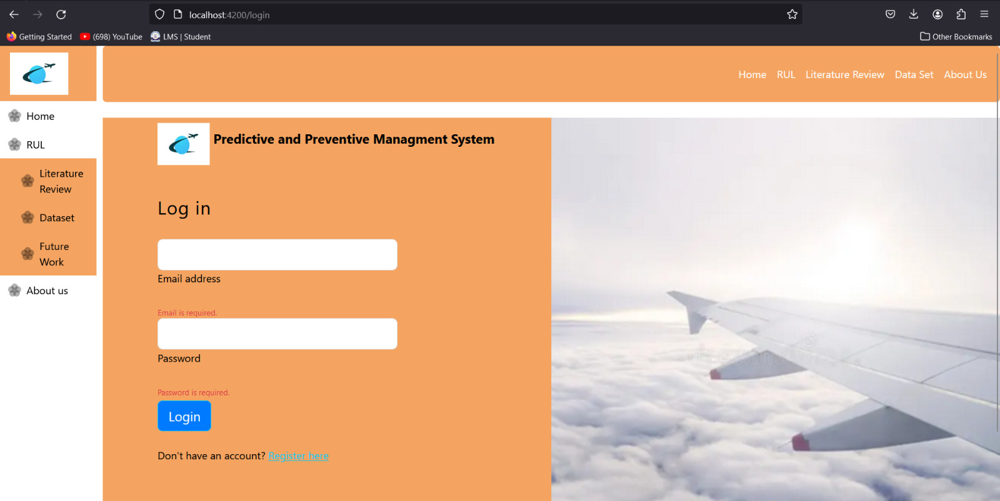 localhost:4200/login
Getting Started
(698) YouTube
LMS | Student
Other Bookmarks
Home
RUL
Literature Review
Data Set
About Us
Home
RUL
Literature
Review
Dataset
Future
Work
About us
Predictive and Preventive Managment System
Log in
Email address
Email is required.
Password
Password is required.
Login
Don't have an account? Register here